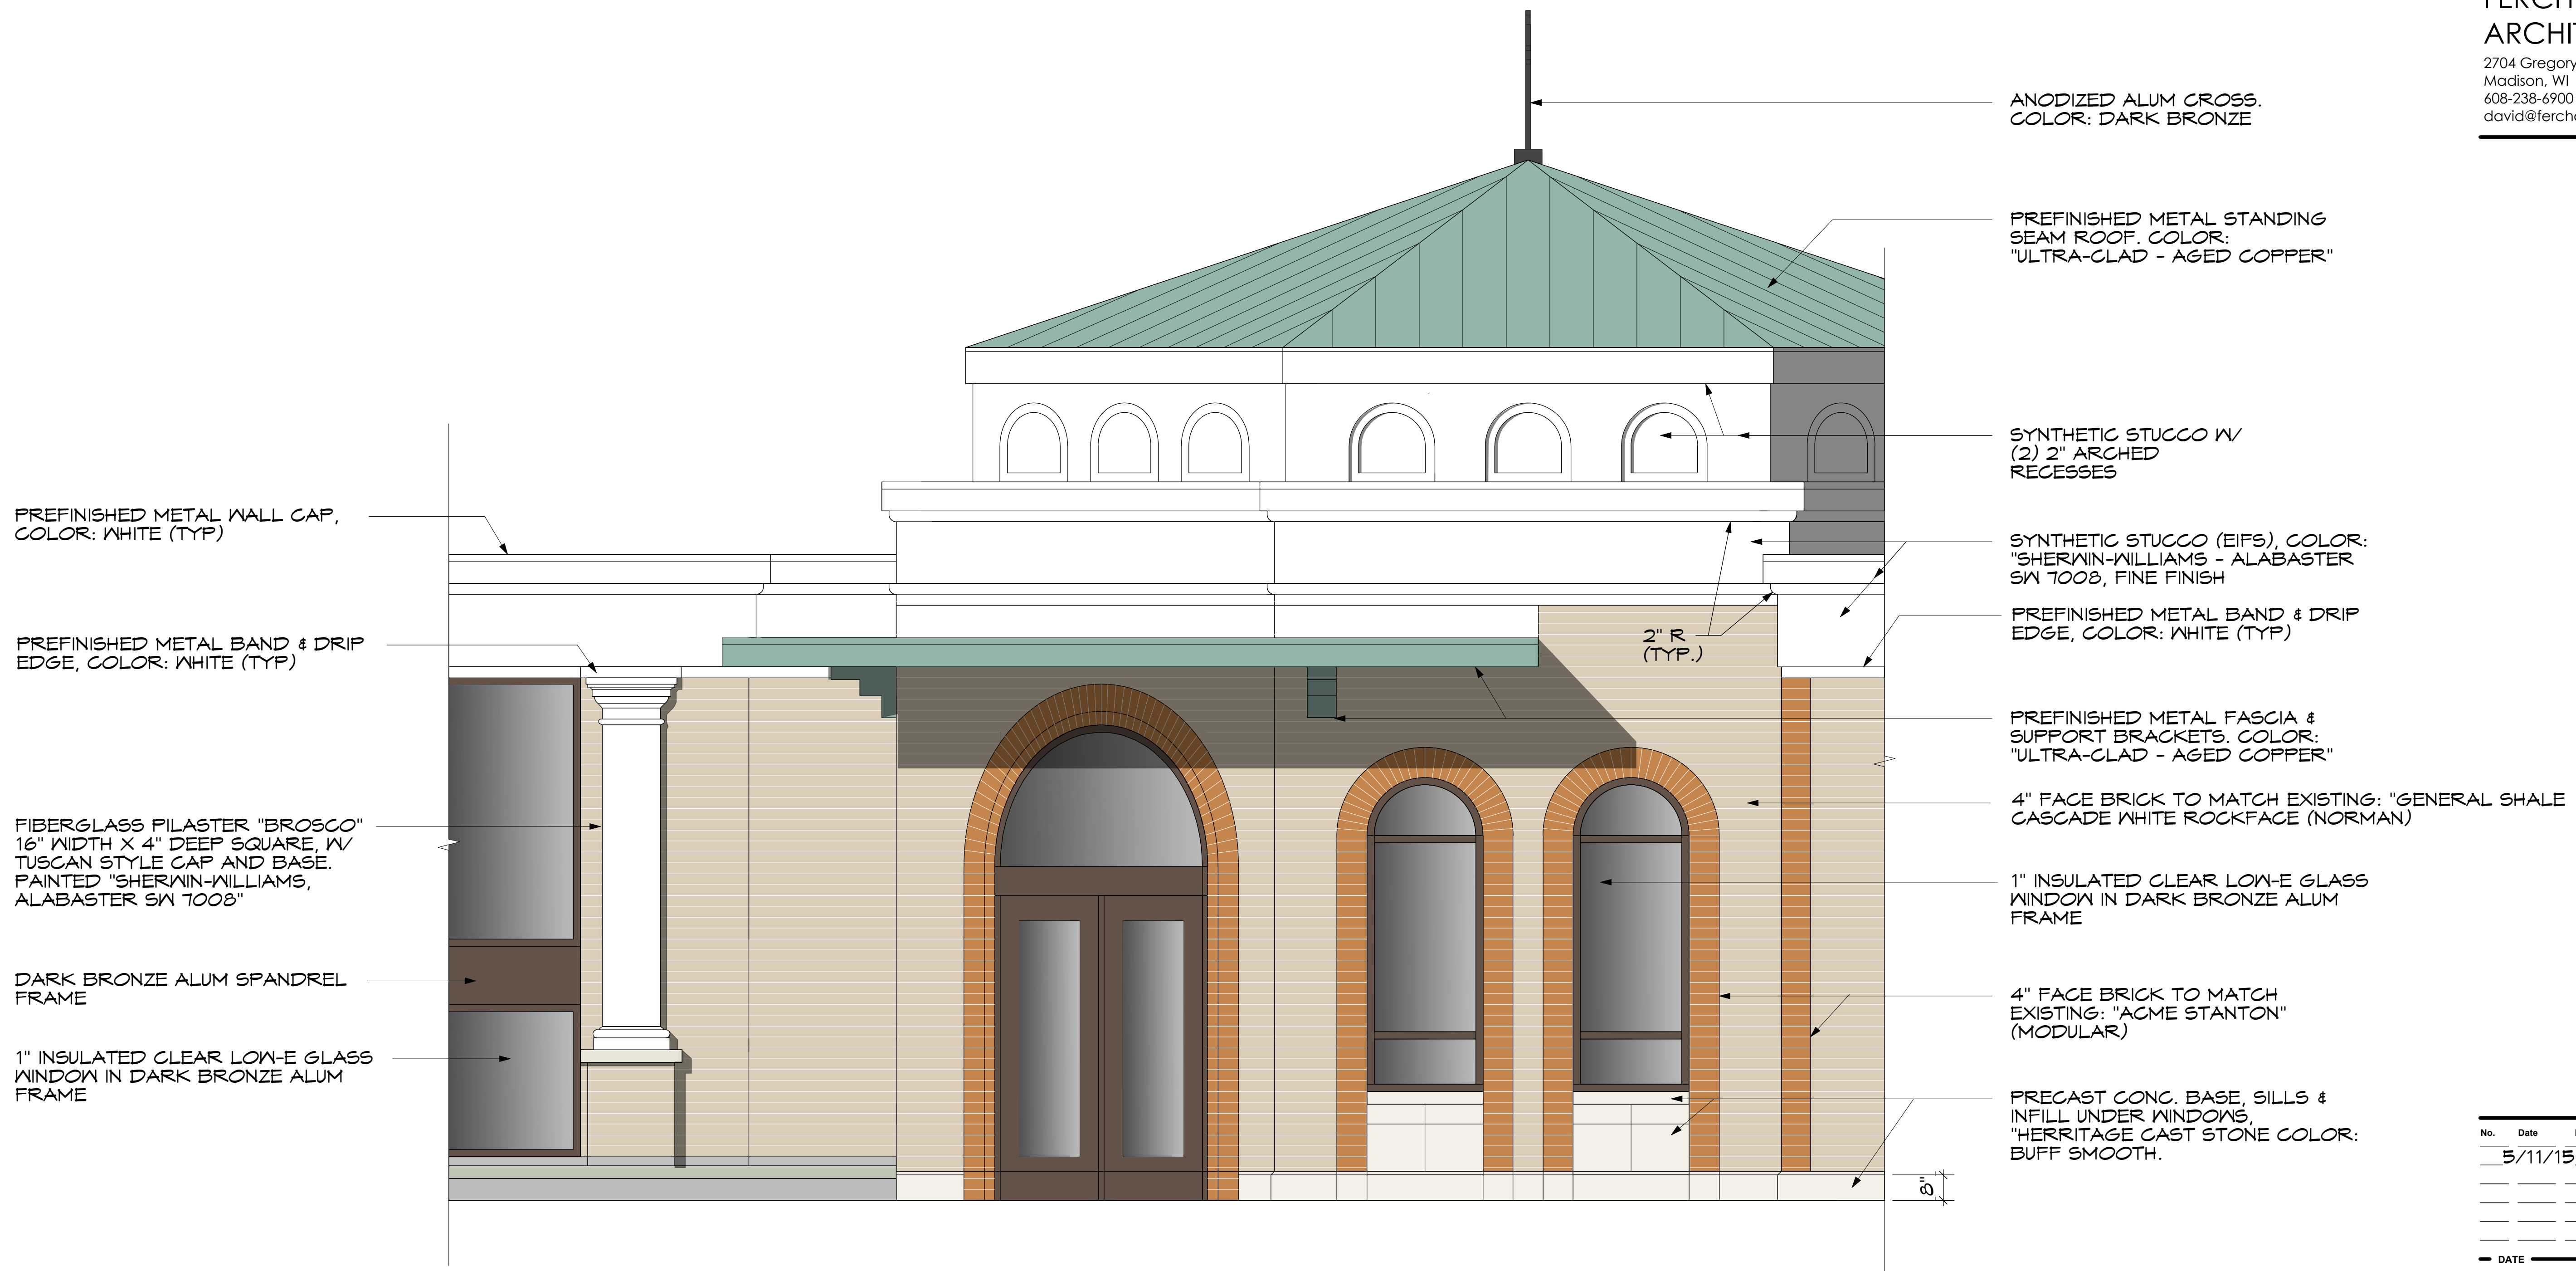 PREFINISHED METAL WALL CAP,
COLOR: WHITE (TYP)
PREFINISHED METAL BAND & DRIP
EDGE, COLOR: WHITE (TYP)
FIBERGLASS PILASTER "BROSCO"
16" WIDTH X 4" DEEP SQUARE, W/
TUSCAN STYLE CAP AND BASE.
PAINTED "SHERWIN-WILLIAMS,
ALABASTER SW 7008"
DARK BRONZE ALUM SPANDREL
FRAME
1" INSULATED CLEAR LOW-E GLASS
WINDOW IN DARK BRONZE ALUM
FRAME
2" R
(TYP.)
8"
ANODIZED ALUM CROSS.
COLOR: DARK BRONZE
PREFINISHED METAL STANDING
SEAM ROOF. COLOR:
"ULTRA-CLAD - AGED COPPER"
SYNTHETIC STUCCO W/
(2) 2" ARCHED
RECESSES
SYNTHETIC STUCCO (EIFS), COLOR:
"SHERWIN-WILLIAMS - ALABASTER
SW 7008, FINE FINISH
PREFINISHED METAL BAND & DRIP
EDGE, COLOR: WHITE (TYP)
PREFINISHED METAL FASCIA &
SUPPORT BRACKETS. COLOR:
"ULTRA-CLAD - AGED COPPER"
4" FACE BRICK TO MATCH EXISTING: "GENERAL SHALE
CASCADE WHITE ROCKFACE (NORMAN)
1" INSULATED CLEAR LOW-E GLASS
WINDOW IN DARK BRONZE ALUM
FRAME
4" FACE BRICK TO MATCH
EXISTING: "ACME STANTON"
(MODULAR)
PRECAST CONC. BASE, SILLS &
INFILL UNDER WINDOWS,
"HERRITAGE CAST STONE COLOR:
BUFF SMOOTH.
FERCH
ARCHI
2704 Gregory
Madison, WI
608-238-6900
david@ferch
No. Date
5/11/15
DATE